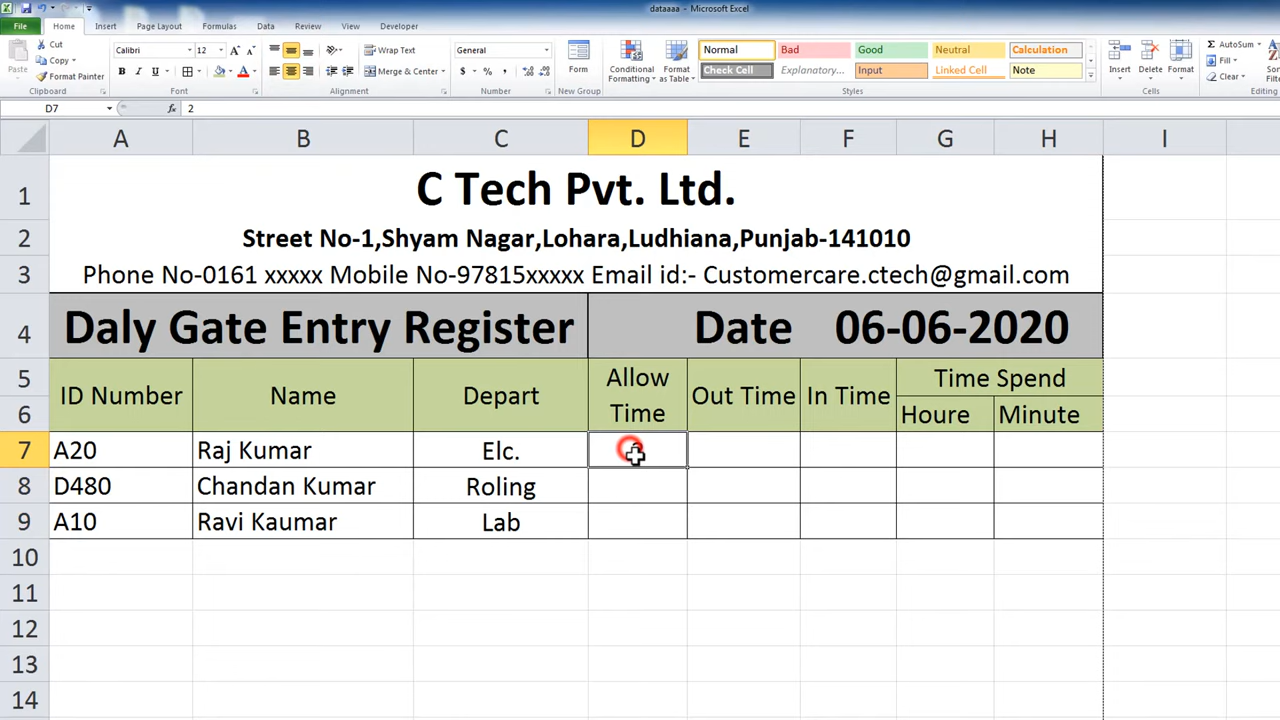 dataaaa - Microsoft Excel
File Home Insert Page Layout Formulas Data Review View Developer
Paste Cut Copy Format Painter Clipboard
Calibri 12 A A B I U A Font
Wrap Text Merge & Center Alignment
General $ % , Number
Form New Group
Conditional Formatting Format as Table
Normal Bad Good Neutral Calculation
Check Cell Explanatory... Input Linked Cell Note
Styles
Insert Delete Format Cells
Σ AutoSum Fill Clear Editing
D7 fx 2
A B C D E F G H I
1 C Tech Pvt. Ltd.
2 Street No-1,Shyam Nagar,Lohara,Ludhiana,Punjab-141010
3 Phone No-0161 xxxxx Mobile No-97815xxxxx Email id:- Customercare.ctech@gmail.com
4 Daly Gate Entry Register Date 06-06-2020
5 ID Number Name Depart Allow Time Out Time In Time Time Spend
6 Houre Minute
7 A20 Raj Kumar Elc.
8 D480 Chandan Kumar Roling
9 A10 Ravi Kaumar Lab
10
11
12
13
14